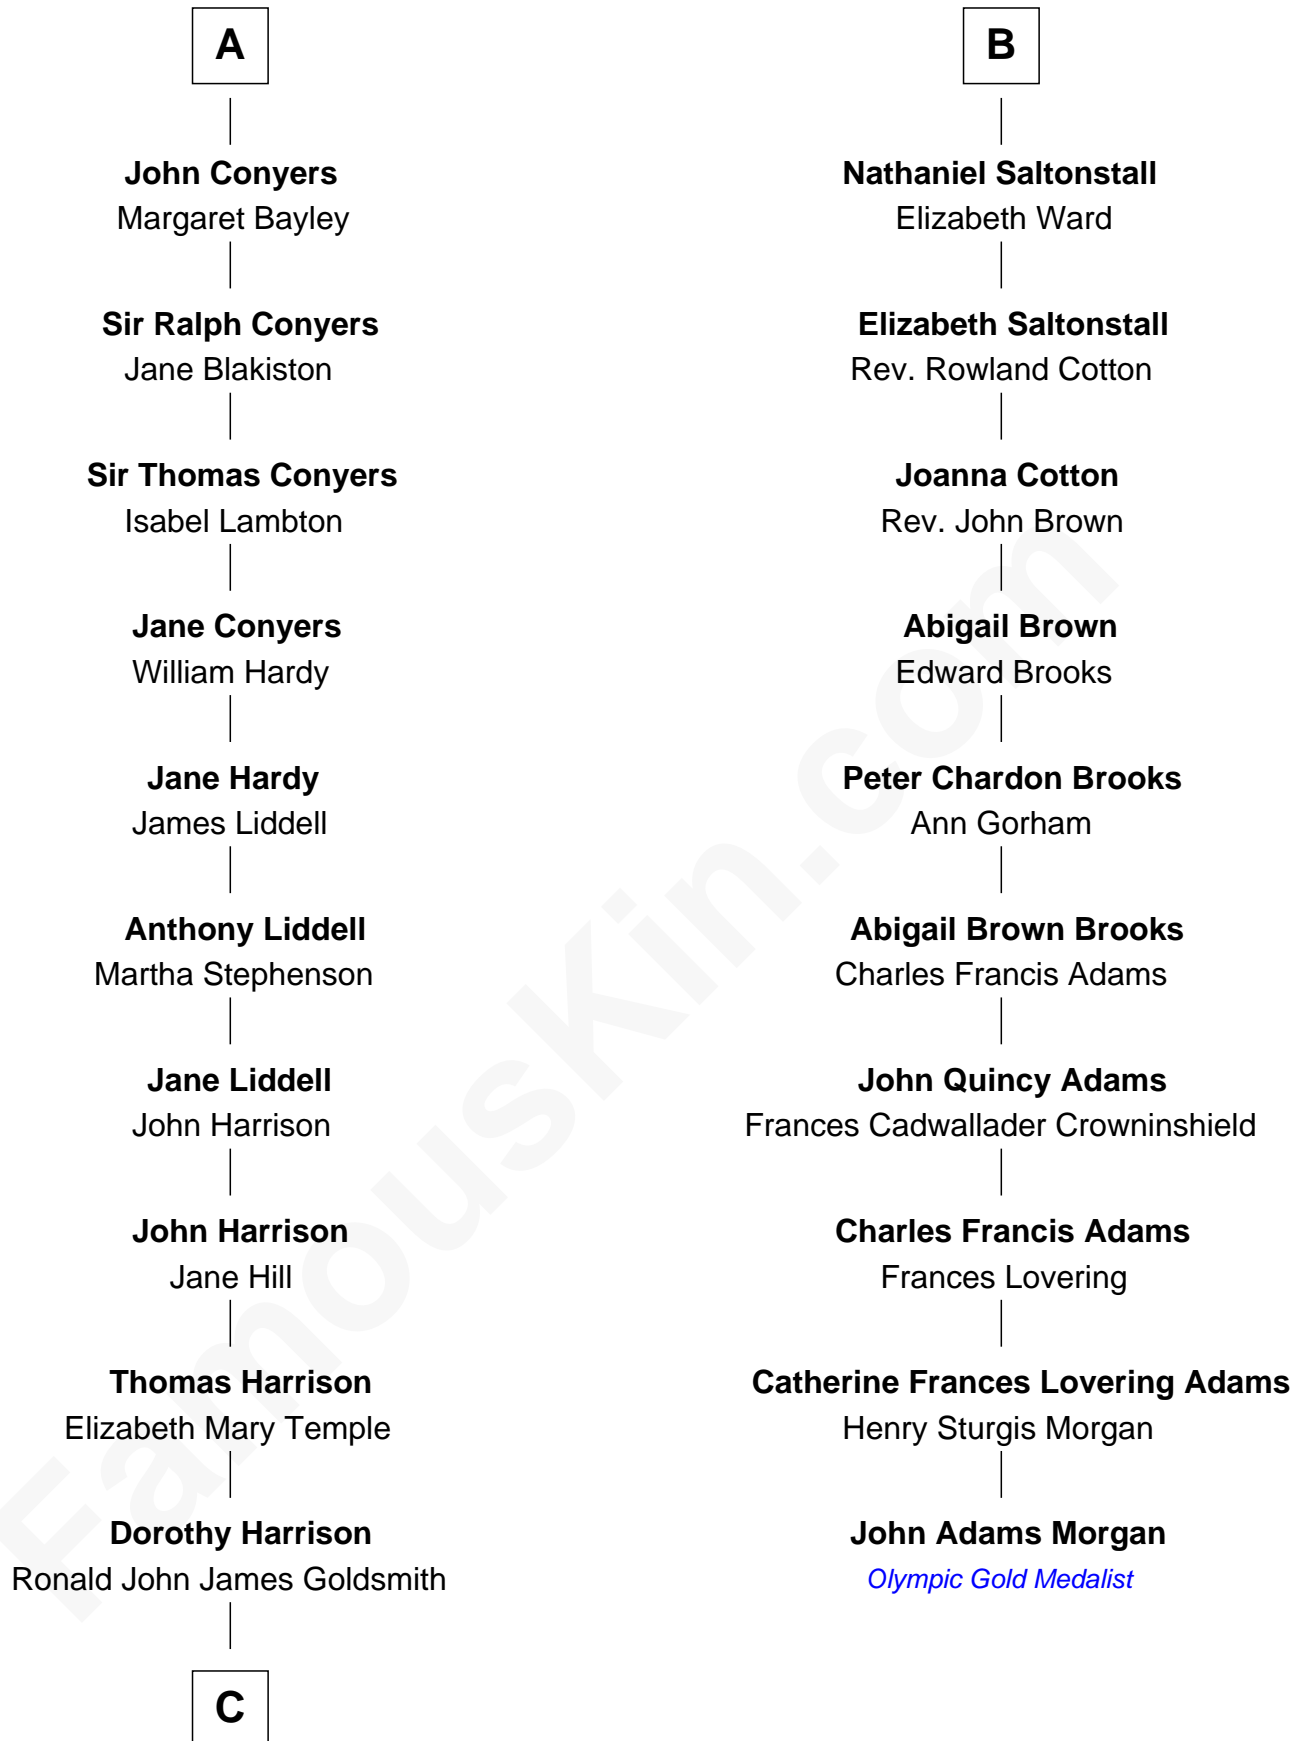 A
John Conyers
Margaret Bayley
Sir Ralph Conyers
Jane Blakiston
Sir Thomas Conyers
Isabel Lambton
Jane Conyers
William Hardy
Jane Hardy
James Liddell
Anthony Liddell
Martha Stephenson
Jane Liddell
John Harrison
John Harrison
Jane Hill
Thomas Harrison
Elizabeth Mary Temple
Dorothy Harrison
Ronald John James Goldsmith
C
B
Nathaniel Saltonstall
Elizabeth Ward
Elizabeth Saltonstall
Rev. Rowland Cotton
Joanna Cotton
Rev. John Brown
Abigail Brown
Edward Brooks
Peter Chardon Brooks
Ann Gorham
Abigail Brown Brooks
Charles Francis Adams
John Quincy Adams
Frances Cadwallader Crowninshield
Charles Francis Adams
Frances Lovering
Catherine Frances Lovering Adams
Henry Sturgis Morgan
John Adams Morgan
Olympic Gold Medalist
FamousKin.com